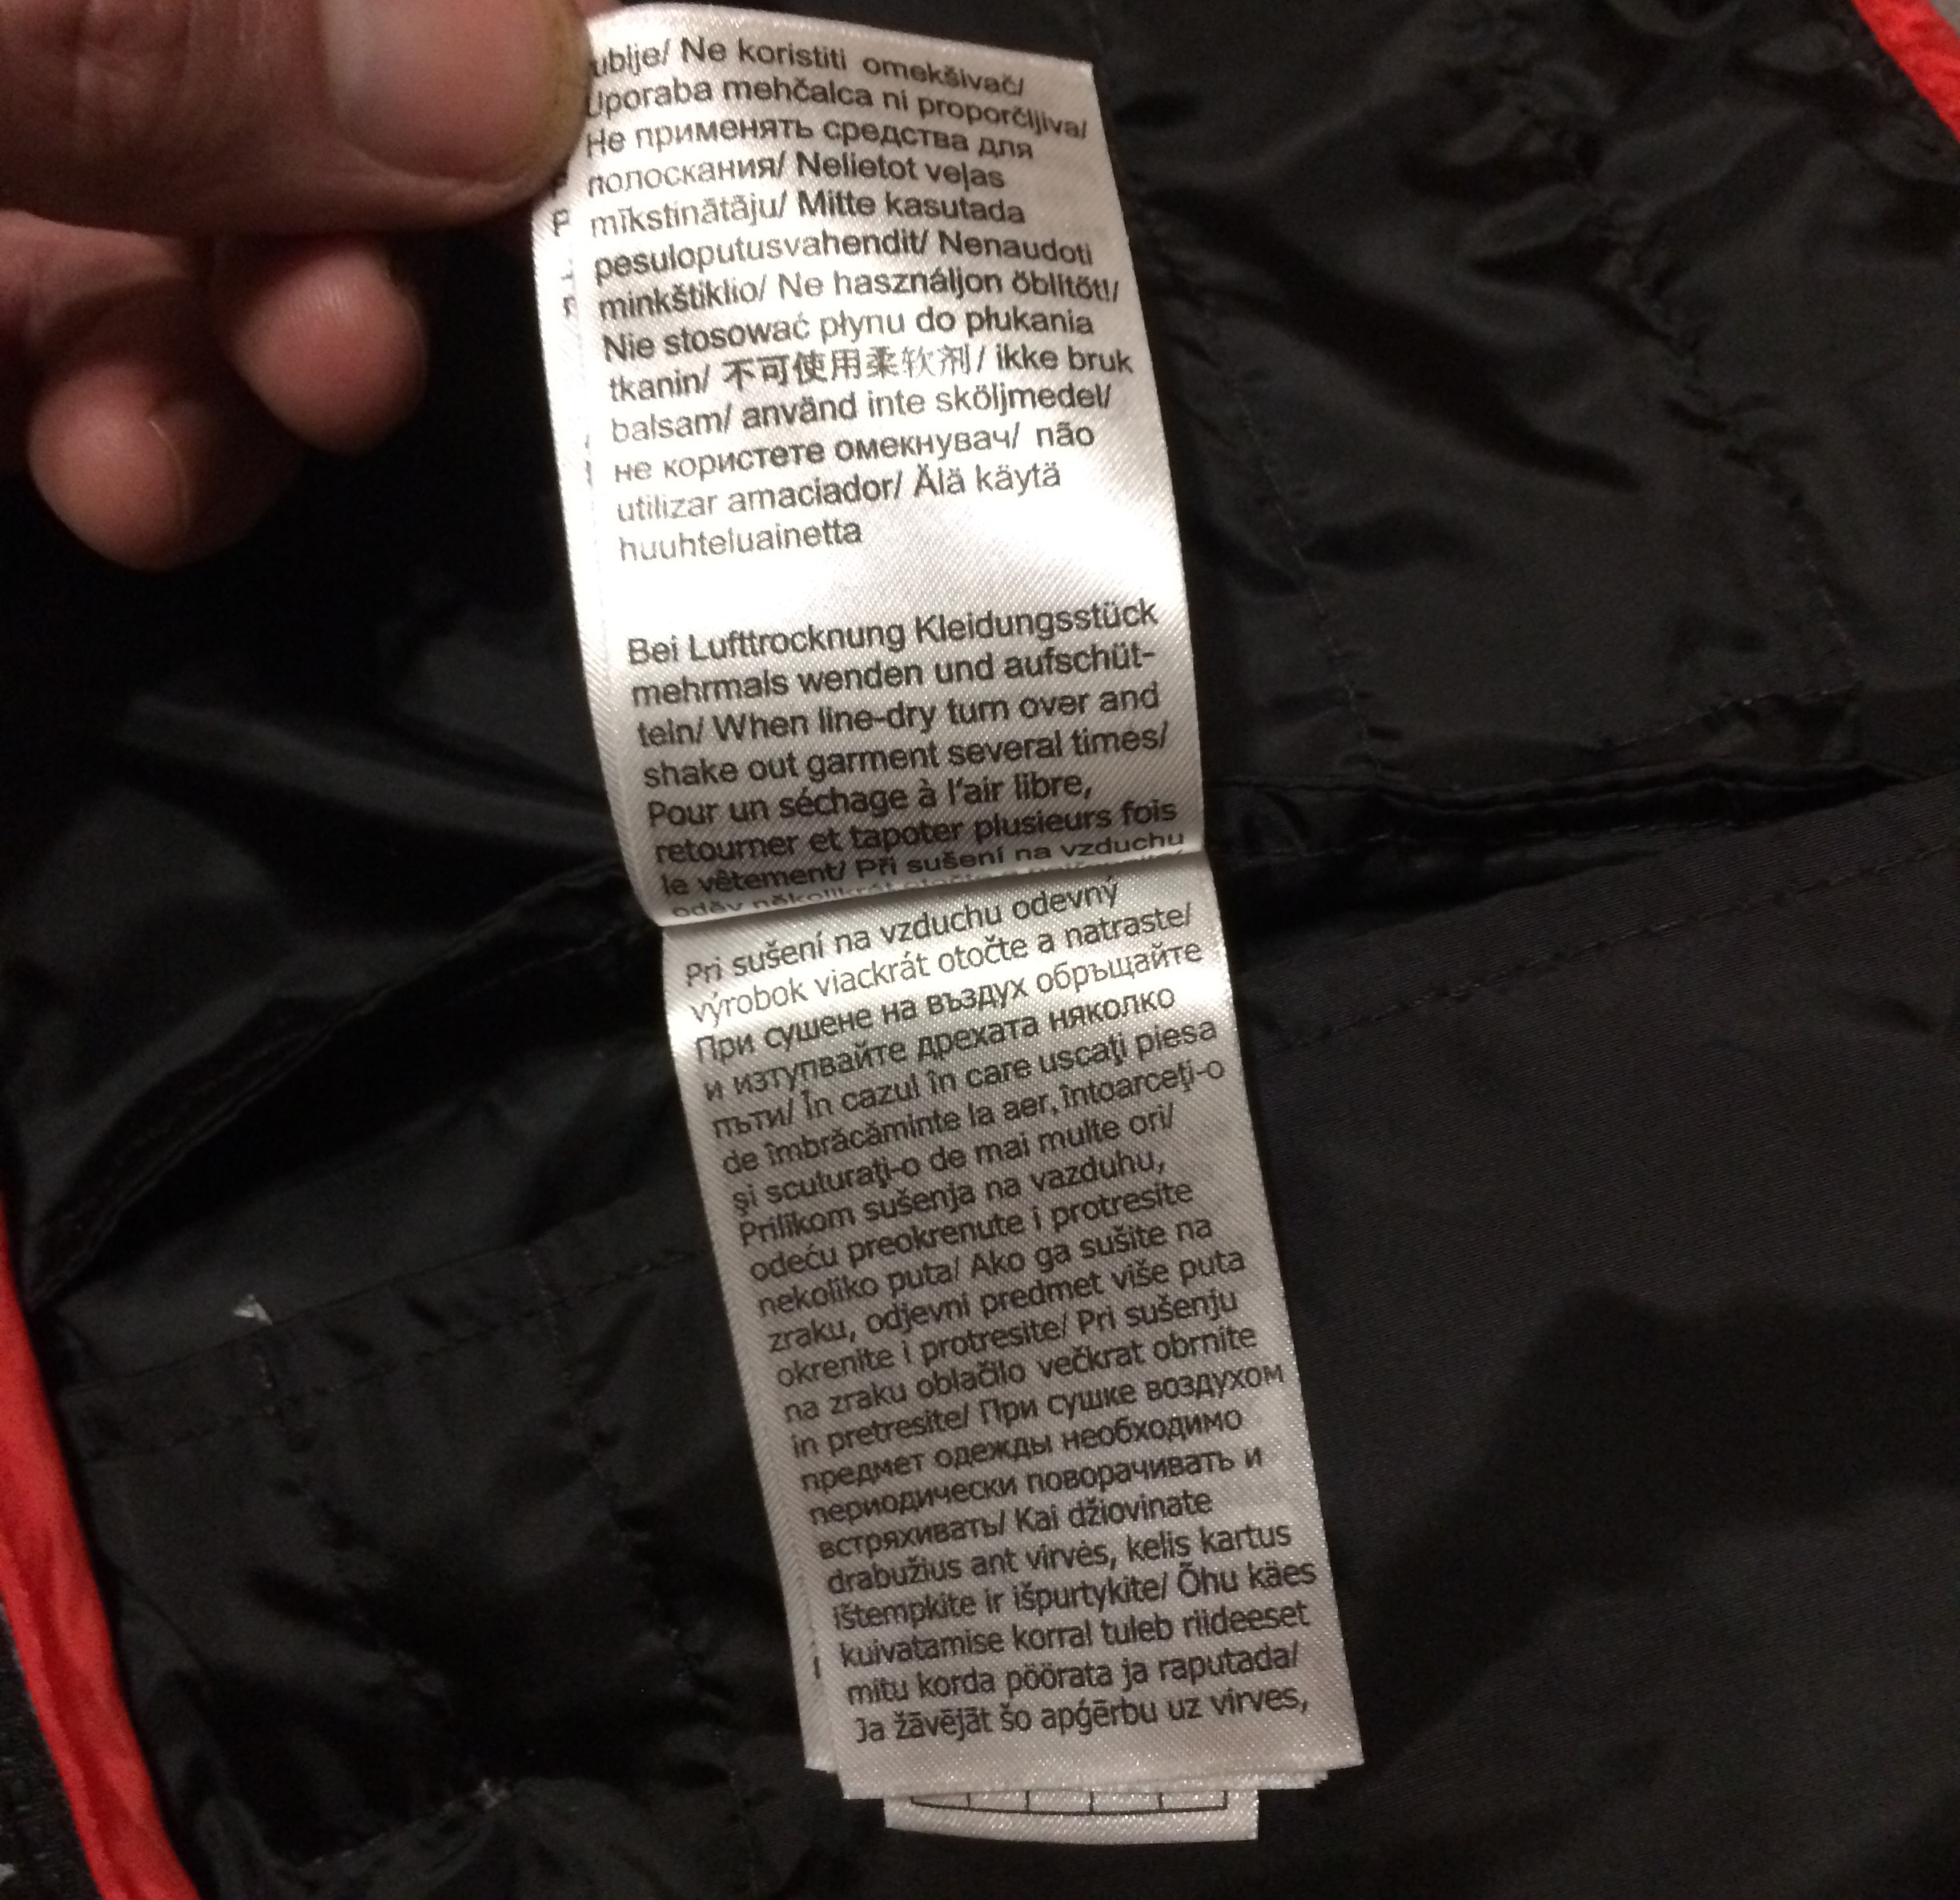 Ne koristiti omekšivač/
Uporaba mehčalca ni proporčljiva/
Не применять средства для
полоскания/ Nelietot veļas
mīkstinātāju/ Mitte kasutada
pesuloputusvahendit/ Nenaudoti
minkštiklio/ Ne használjon öblítőt!/
Nie stosować płynu do płukania
tkanin/ 不可使用柔软剂/ ikke bruk
balsam/ använd inte sköljmedel/
не користете омекнувач/ não
utilizar amaciador/ Älä käytä
huuhteluainetta
Bei Lufttrocknung Kleidungsstück
mehrmals wenden und aufschüt-
teln/ When line-dry turn over and
shake out garment several times/
Pour un séchage à l'air libre,
retourner et tapoter plusieurs fois
le vêtement/ Při sušení na vzduchu
oděv několikrát
Pri sušení na vzduchu odevný
výrobok viackrát otočte a natraste/
При сушене на въздух обръщайте
и изтупвайте дрехата няколко
пъти/ În cazul în care uscaţi piesa
de îmbrăcăminte la aer, întoarceţi-o
şi scuturaţi-o de mai multe ori/
Prilikom sušenja na vazduhu,
odeću preokrenute i protresite
nekoliko puta/ Ako ga sušite na
zraku, odjevni predmet više puta
okrenite i protresite/ Pri sušenju
na zraku oblačilo večkrat obrnite
in pretresite/ При сушке воздухом
предмет одежды необходимо
периодически поворачивать и
встряхивать/ Kai džiovinate
drabužius ant virvės, kelis kartus
ištempkite ir išpurtykite/ Õhu käes
kuivatamise korral tuleb riideeset
mitu korda pöörata ja raputada/
Ja žāvējāt šo apģērbu uz virves,